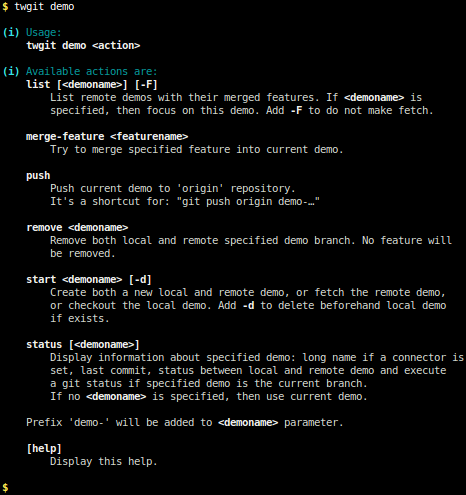 $ twgit demo
(i) Usage:
twgit demo <action>
(i) Available actions are:
list [<demoname>] [-F]
List remote demos with their merged features. If <demoname> is
specified, then focus on this demo. Add -F to do not make fetch.
merge-feature <featurename>
Try to merge specified feature into current demo.
push
Push current demo to 'origin' repository.
It's a shortcut for: "git push origin demo-…"
remove <demoname>
Remove both local and remote specified demo branch. No feature will
be removed.
start <demoname> [-d]
Create both a new local and remote demo, or fetch the remote demo,
or checkout the local demo. Add -d to delete beforehand local demo
if exists.
status [<demoname>]
Display information about specified demo: long name if a connector is
set, last commit, status between local and remote demo and execute
a git status if specified demo is the current branch.
If no <demoname> is specified, then use current demo.
Prefix 'demo-' will be added to <demoname> parameter.
[help]
Display this help.
$